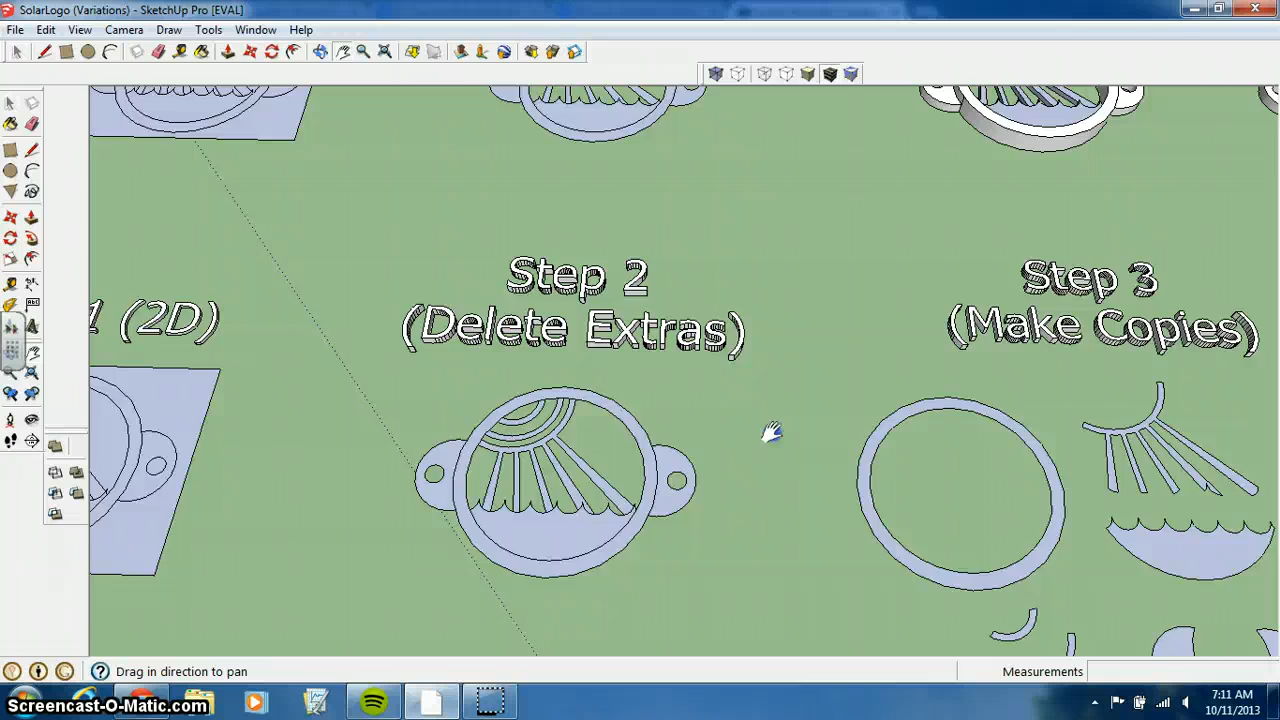 SolarLogo (Variations) - SketchUp Pro [EVAL]
File Edit View Camera Draw Tools Window Help
Step 2
(Delete Extras)
Step 3
(Make Copies)
1 (2D)
Drag in direction to pan
Measurements
Screencast-O-Matic.com
7:11 AM
10/11/2013